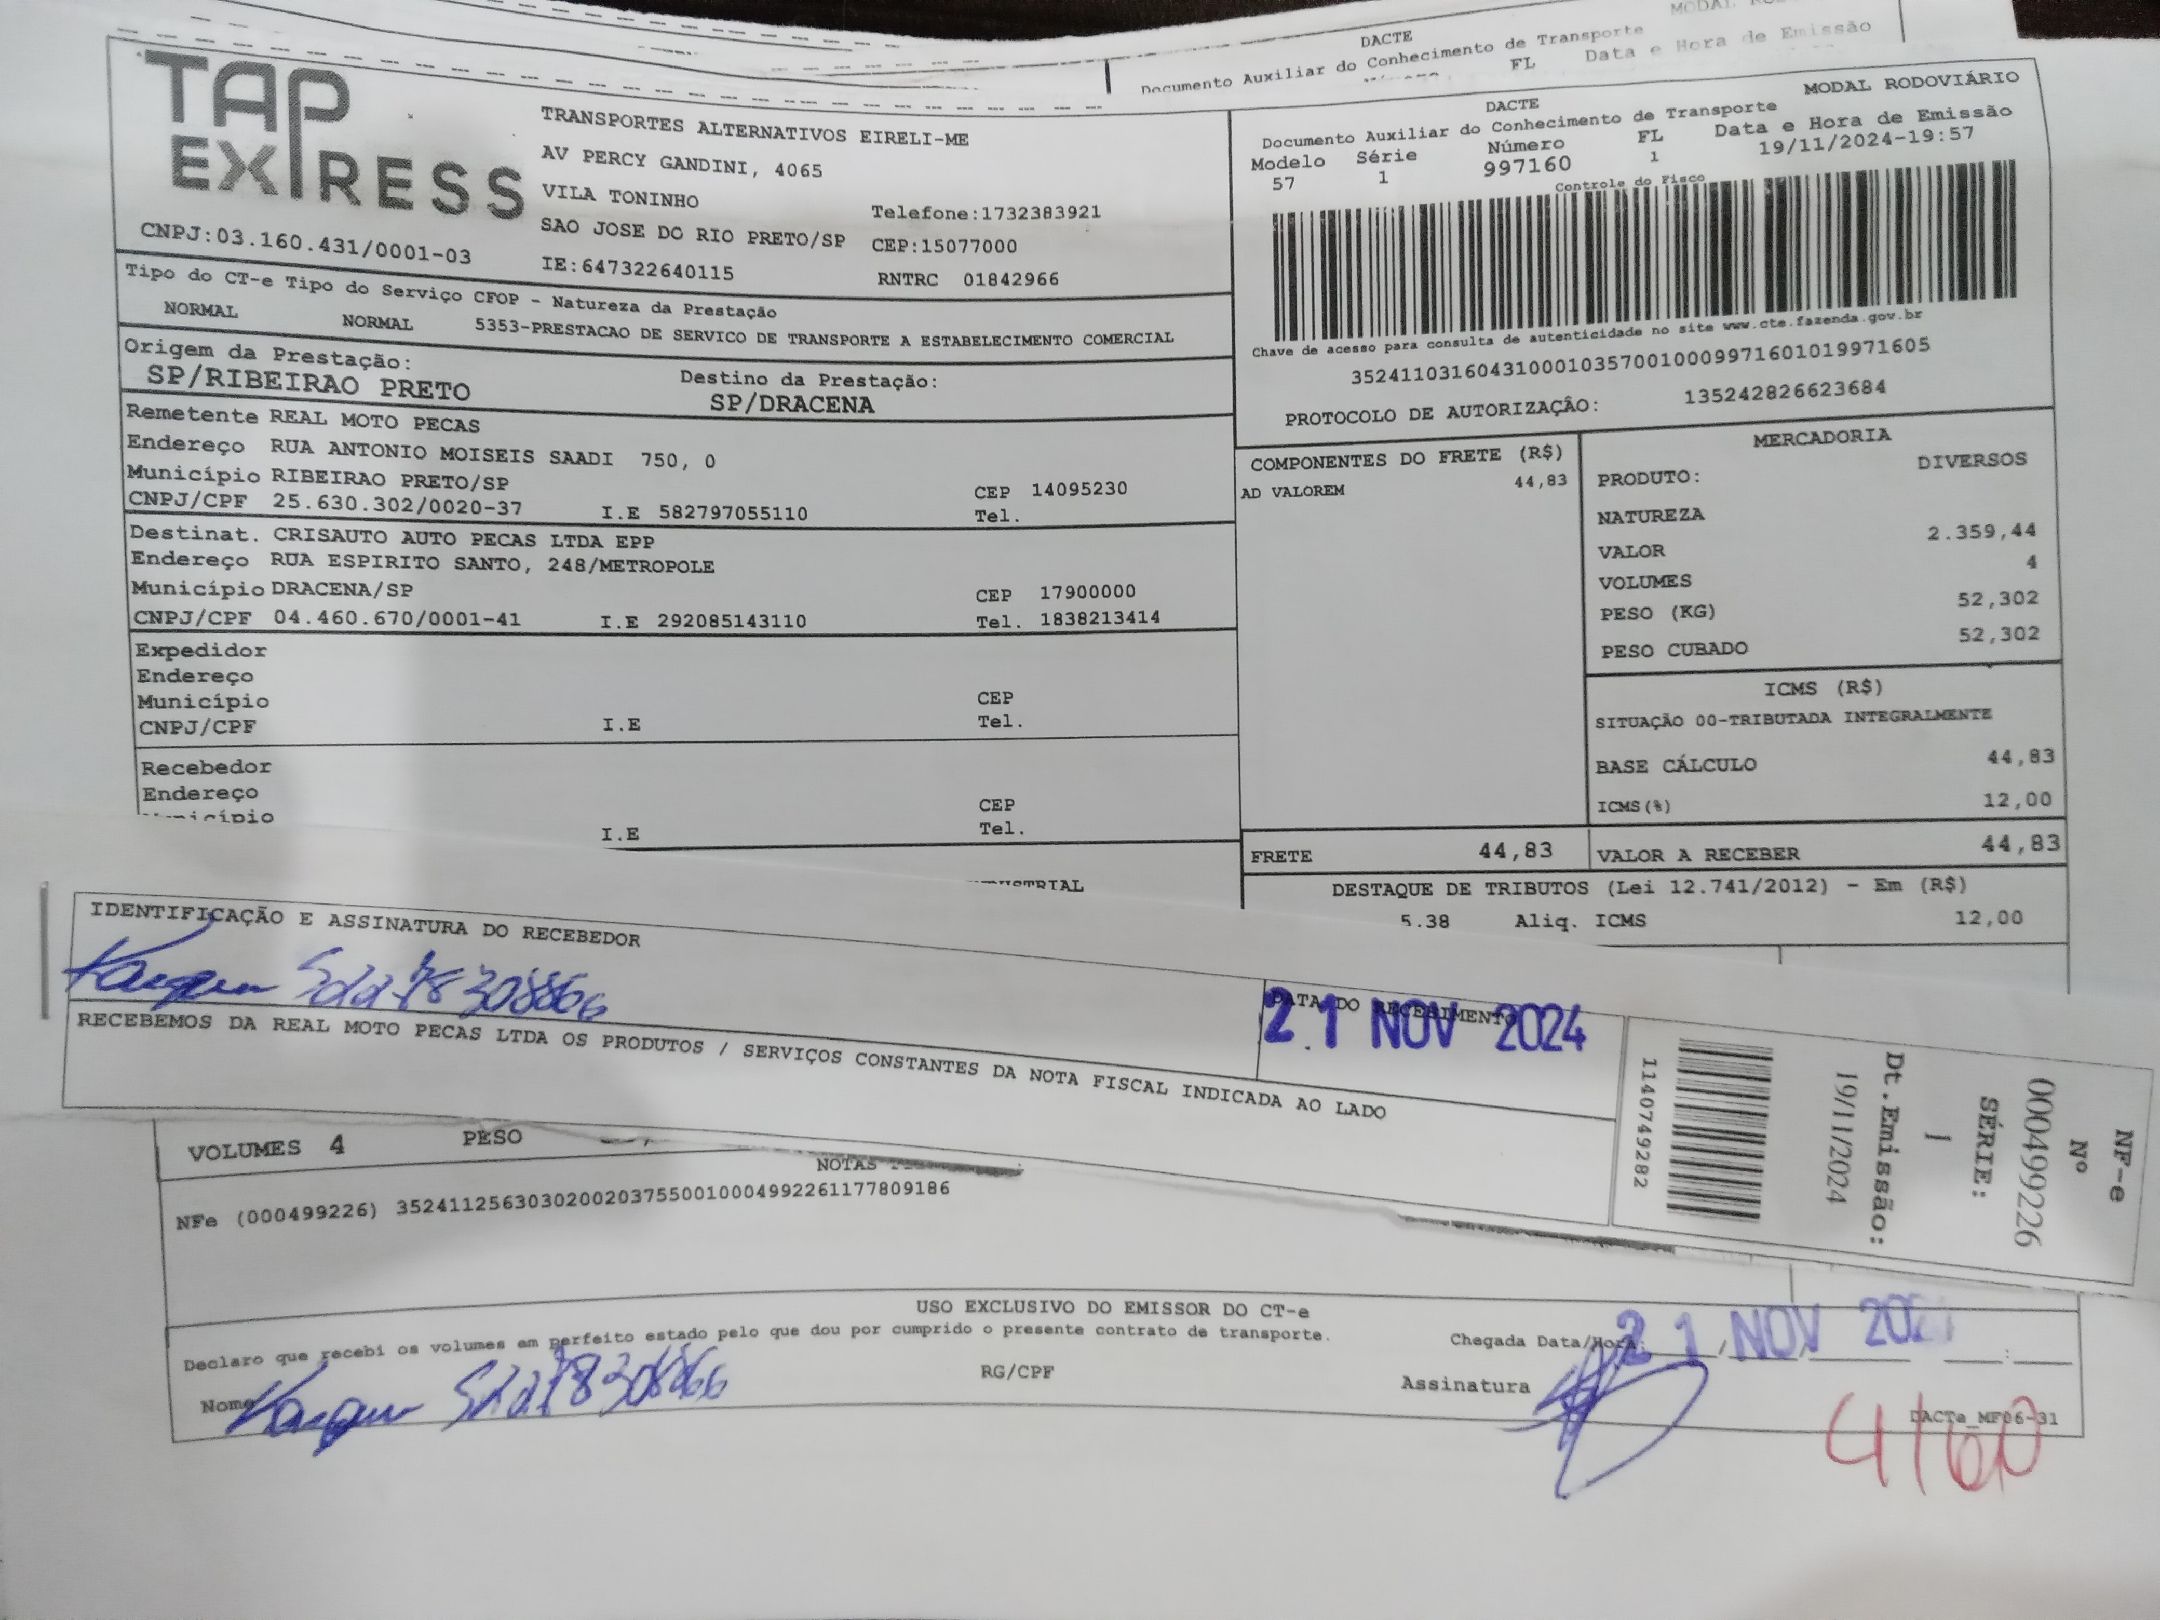 MODAL
DACTE
Documento Auxiliar do Conhecimento de Transporte
FL Data e Hora de Emissão
TAP
EXPRESS
CNPJ:03.160.431/0001-03
TRANSPORTES ALTERNATIVOS EIRELI-ME
AV PERCY GANDINI, 4065
VILA TONINHO
SAO JOSE DO RIO PRETO/SP
IE:647322640115
Telefone:1732383921
CEP:15077000
RNTRC 01842966
MODAL RODOVIÁRIO
DACTE
Documento Auxiliar do Conhecimento de Transporte
Modelo Série Número FL Data e Hora de Emissão
57 1 997160 1 19/11/2024-19:57
Controle do Fisco
Chave de acesso para consulta de autenticidade no site www.cte.fazenda.gov.br
35241103160431000103570010009971601019971605
PROTOCOLO DE AUTORIZAÇÂO: 135242826623684
Tipo do CT-e Tipo do Serviço CFOP - Natureza da Prestação
NORMAL NORMAL 5353-PRESTACAO DE SERVICO DE TRANSPORTE A ESTABELECIMENTO COMERCIAL
Origem da Prestação: Destino da Prestação:
SP/RIBEIRAO PRETO SP/DRACENA
Remetente REAL MOTO PECAS
Endereço RUA ANTONIO MOISEIS SAADI 750, 0
Município RIBEIRAO PRETO/SP CEP 14095230
CNPJ/CPF 25.630.302/0020-37 I.E 582797055110 Tel.
Destinat. CRISAUTO AUTO PECAS LTDA EPP
Endereço RUA ESPIRITO SANTO, 248/METROPOLE
Município DRACENA/SP CEP 17900000
CNPJ/CPF 04.460.670/0001-41 I.E 292085143110 Tel. 1838213414
Expedidor
Endereço
Município CEP
CNPJ/CPF I.E Tel.
Recebedor
Endereço
CEP
I.E Tel.
COMPONENTES DO FRETE (R$)
AD VALOREM 44,83
MERCADORIA
PRODUTO: DIVERSOS
NATUREZA
VALOR 2.359,44
VOLUMES 4
PESO (KG) 52,302
PESO CUBADO 52,302
ICMS (R$)
SITUAÇÃO 00-TRIBUTADA INTEGRALMENTE
BASE CÁLCULO 44,83
ICMS(%) 12,00
FRETE 44,83 VALOR A RECEBER 44,83
DESTAQUE DE TRIBUTOS (Lei 12.741/2012) - Em (R$)
5.38 Aliq. ICMS 12,00
IDENTIFICAÇÃO E ASSINATURA DO RECEBEDOR
DATA DO RECEBIMENTO
21 NOV 2024
RECEBEMOS DA REAL MOTO PECAS LTDA OS PRODUTOS / SERVIÇOS CONSTANTES DA NOTA FISCAL INDICADA AO LADO
NF-e
Nº
000499226
SÉRIE:
1
Dt.Emissão:
19/11/2024
1140749282
VOLUMES 4 PESO
NOTAS
NFe (000499226) 35241125630302002037550010004992261177809186
USO EXCLUSIVO DO EMISSOR DO CT-e
Declaro que recebi os volumes em perfeito estado pelo que dou por cumprido o presente contrato de transporte.
Chegada Data/Hora
21 NOV 202
Nome RG/CPF Assinatura
DACTe_MF06-31